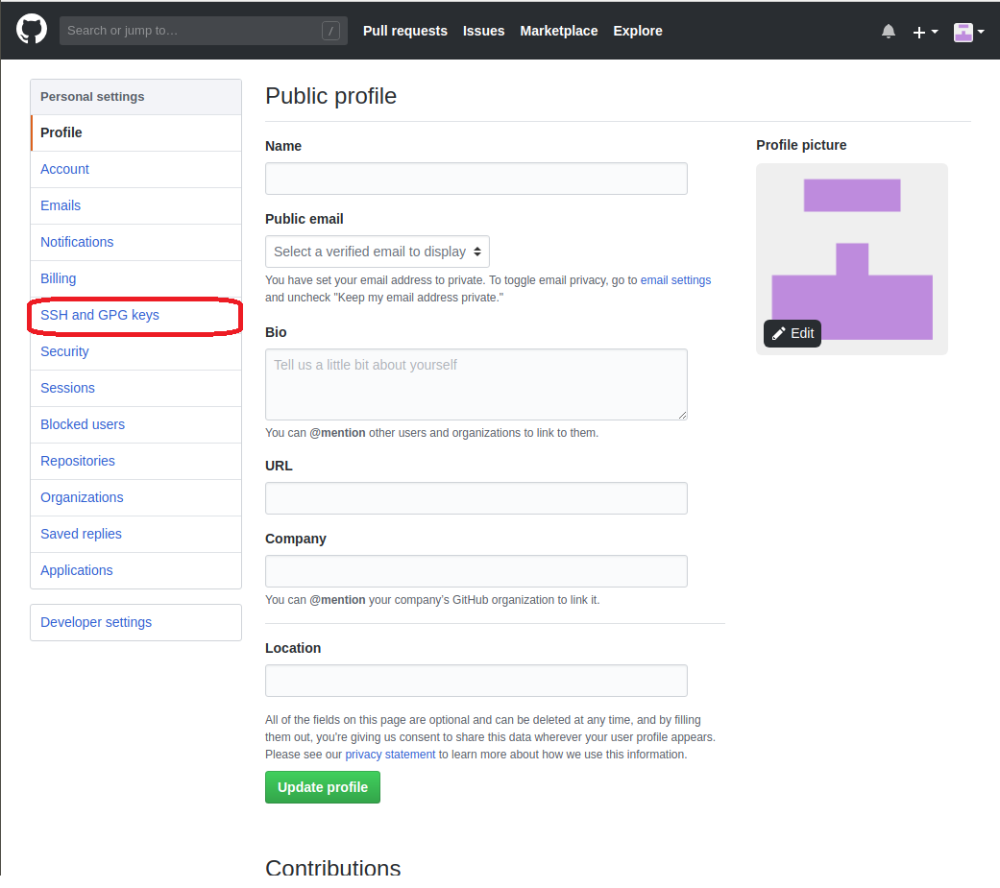 Search or jump to…
/
Pull requests Issues Marketplace Explore
Personal settings
Profile
Account
Emails
Notifications
Billing
SSH and GPG keys
Security
Sessions
Blocked users
Repositories
Organizations
Saved replies
Applications
Developer settings
Public profile
Name
Public email
Select a verified email to display
You have set your email address to private. To toggle email privacy, go to email settings
and uncheck "Keep my email address private."
Bio
Tell us a little bit about yourself
You can @mention other users and organizations to link to them.
URL
Company
You can @mention your company's GitHub organization to link it.
Location
All of the fields on this page are optional and can be deleted at any time, and by filling
them out, you're giving us consent to share this data wherever your user profile appears.
Please see our privacy statement to learn more about how we use this information.
Update profile
Contributions
Profile picture
Edit